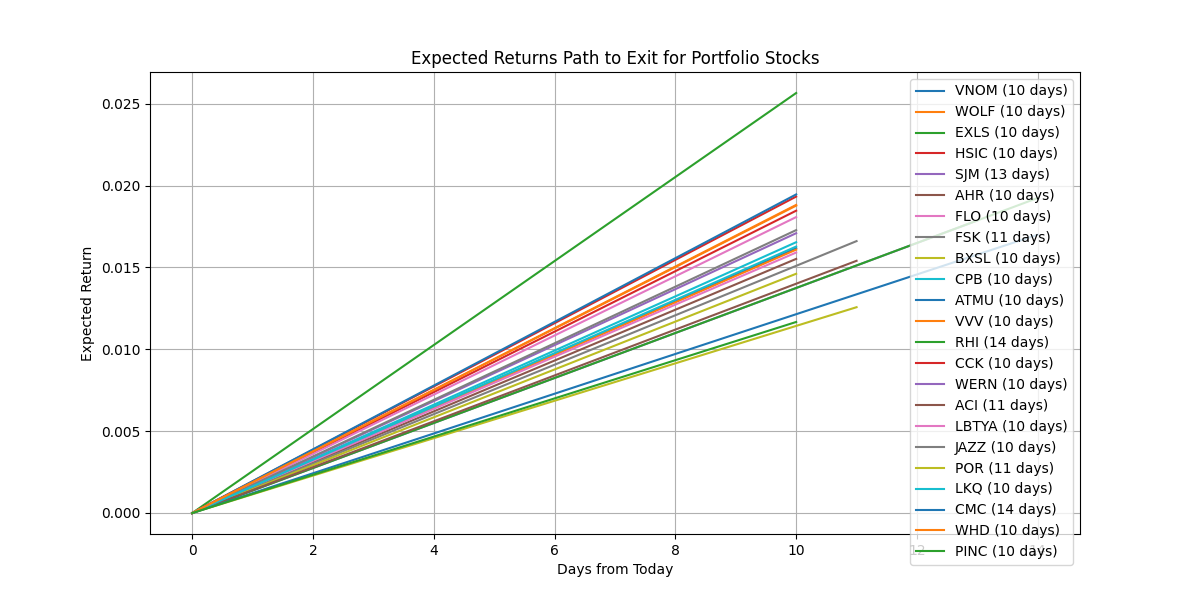 Expected Returns Path to Exit for Portfolio Stocks
Expected Return
0.025
0.020
0.015
0.010
0.005
0.000
0 2 4 6 8 10 12
Days from Today
VNOM (10 days)
WOLF (10 days)
EXLS (10 days)
HSIC (10 days)
SJM (13 days)
AHR (10 days)
FLO (10 days)
FSK (11 days)
BXSL (10 days)
CPB (10 days)
ATMU (10 days)
VVV (10 days)
RHI (14 days)
CCK (10 days)
WERN (10 days)
ACI (11 days)
LBTYA (10 days)
JAZZ (10 days)
POR (11 days)
LKQ (10 days)
CMC (14 days)
WHD (10 days)
PINC (10 days)